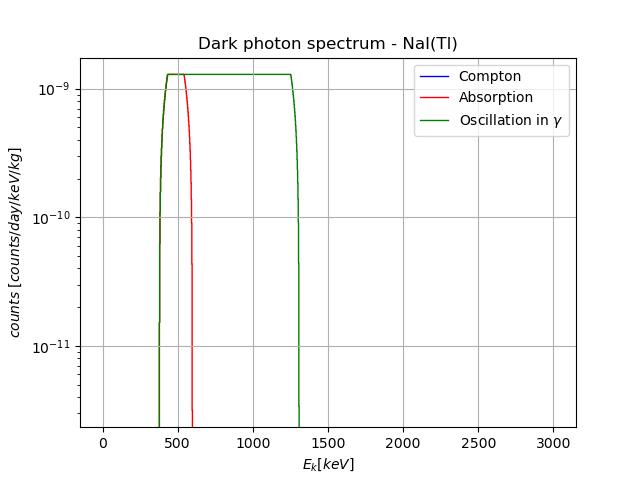 Dark photon spectrum - NaI(Tl)
Compton
Absorption
Oscillation in γ
counts [counts/day/keV/kg]
10⁻⁹
10⁻¹⁰
10⁻¹¹
0 500 1000 1500 2000 2500 3000
Eₖ[keV]